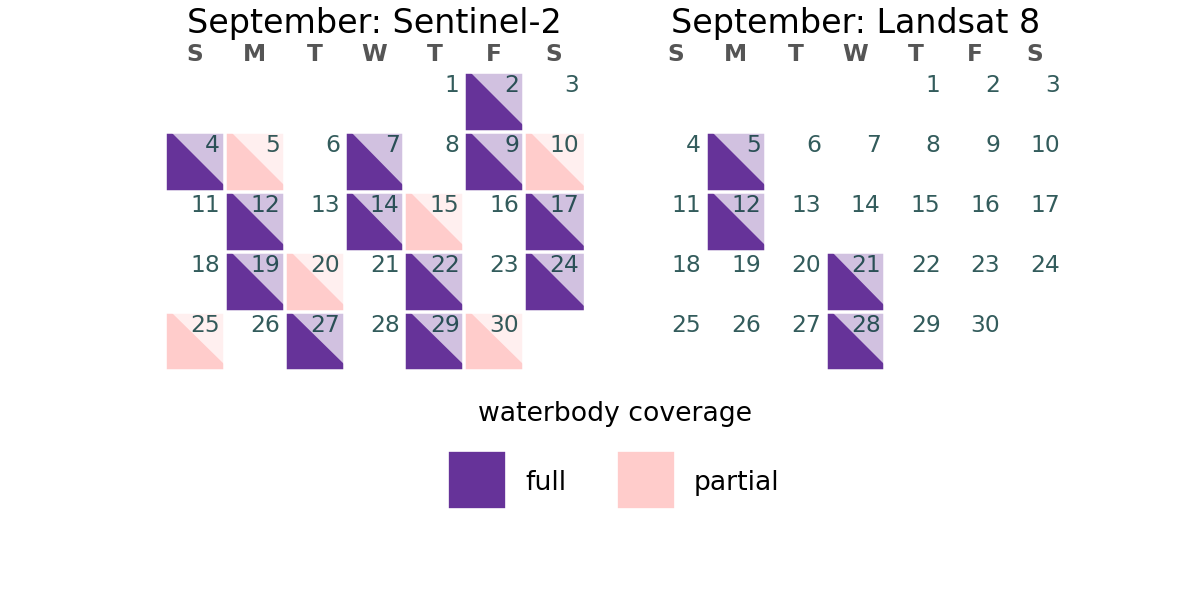 September: Sentinel-2
S M T W T F S
1 2 3
4 5 6 7 8 9 10
11 12 13 14 15 16 17
18 19 20 21 22 23 24
25 26 27 28 29 30
September: Landsat 8
S M T W T F S
1 2 3
4 5 6 7 8 9 10
11 12 13 14 15 16 17
18 19 20 21 22 23 24
25 26 27 28 29 30
waterbody coverage
full partial